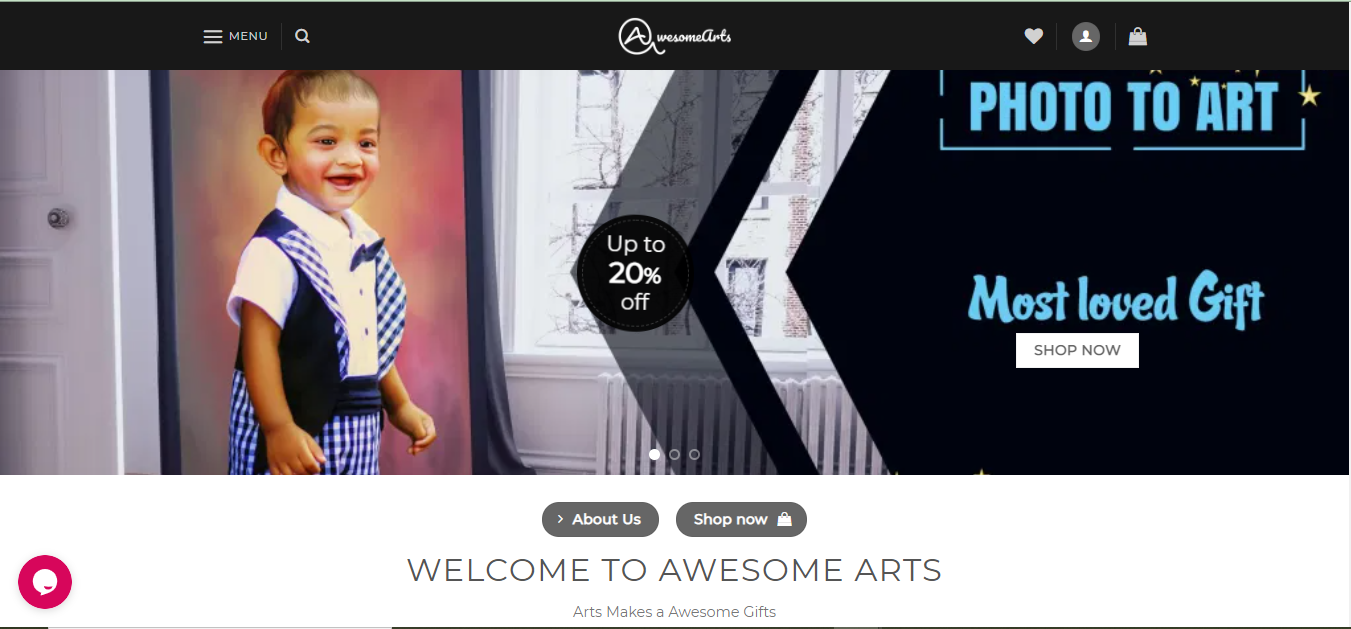 MENU
AwesomeArts
PHOTO TO ART
Up to
20%
off
Most loved Gift
SHOP NOW
About Us
Shop now
WELCOME TO AWESOME ARTS
Arts Makes a Awesome Gifts